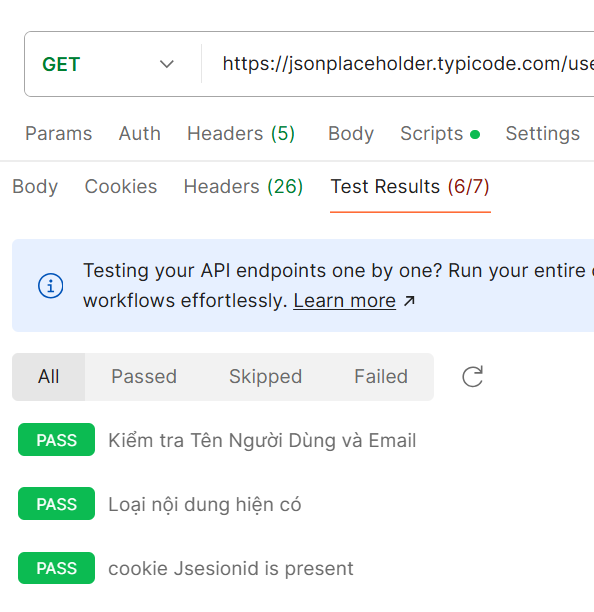 GET https://jsonplaceholder.typicode.com/use
Params Auth Headers (5) Body Scripts Settings
Body Cookies Headers (26) Test Results (6/7)
Testing your API endpoints one by one? Run your entire
workflows effortlessly. Learn more ↗
All Passed Skipped Failed
PASS Kiểm tra Tên Người Dùng và Email
PASS Loại nội dung hiện có
PASS cookie Jsesionid is present